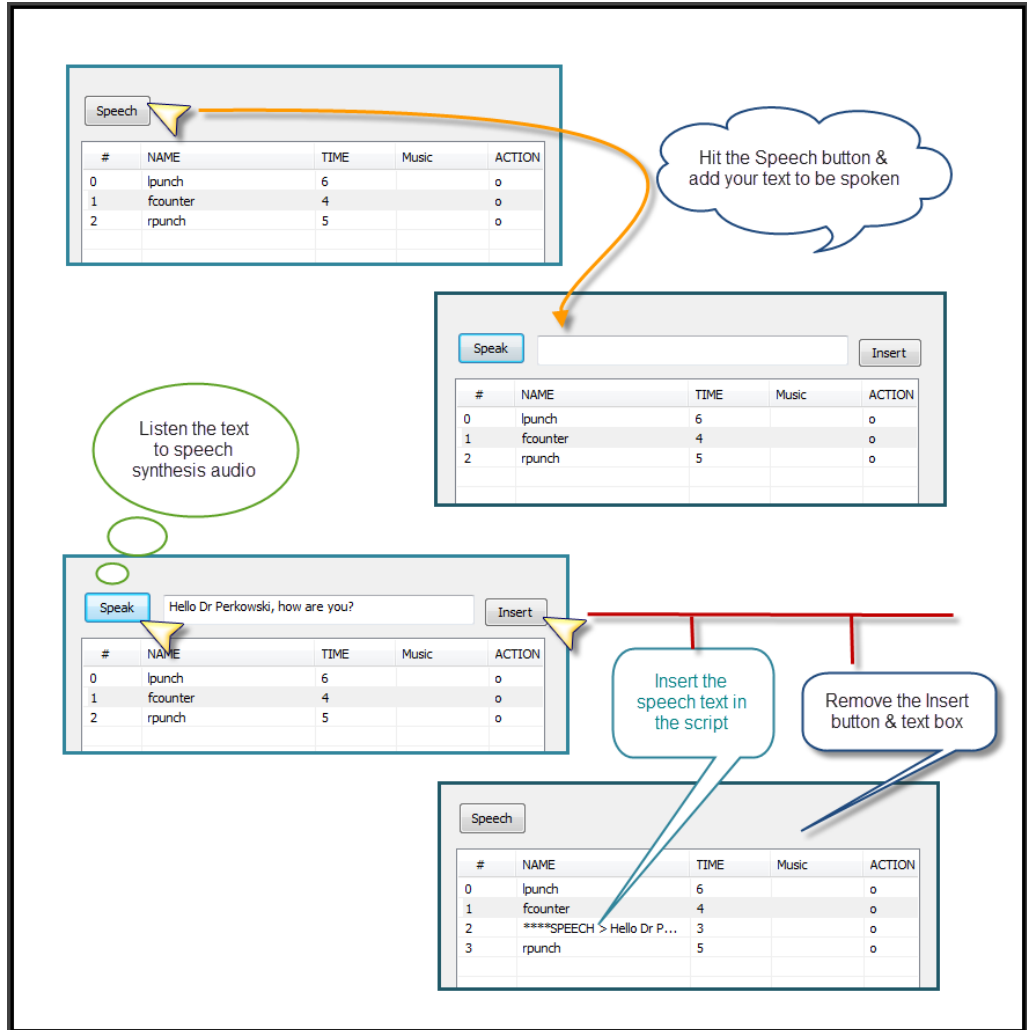 Speech
# NAME TIME Music ACTION
0 lpunch 6 o
1 fcounter 4 o
2 rpunch 5 o
Hit the Speech button &
add your text to be spoken
Speak Insert
# NAME TIME Music ACTION
0 lpunch 6 o
1 fcounter 4 o
2 rpunch 5 o
Listen the text
to speech
synthesis audio
Speak Hello Dr Perkowski, how are you? Insert
# NAME TIME Music ACTION
0 lpunch 6 o
1 fcounter 4 o
2 rpunch 5 o
Insert the
speech text in
the script
Remove the Insert
button & text box
Speech
# NAME TIME Music ACTION
0 lpunch 6 o
1 fcounter 4 o
2 ****SPEECH > Hello Dr P... 3 o
3 rpunch 5 o